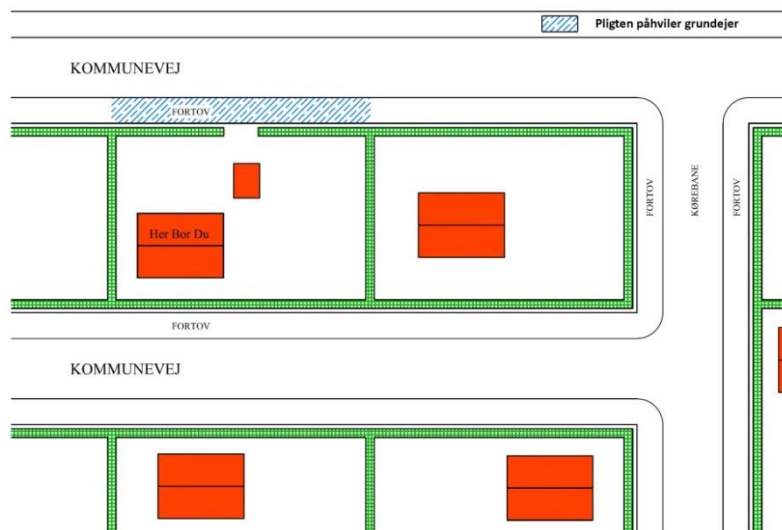 Pligten påhviler grundejer
KOMMUNEVEJ
FORTOV
Her Bor Du
FORTOV
KØREBANE
FORTOV
FORTOV
KOMMUNEVEJ